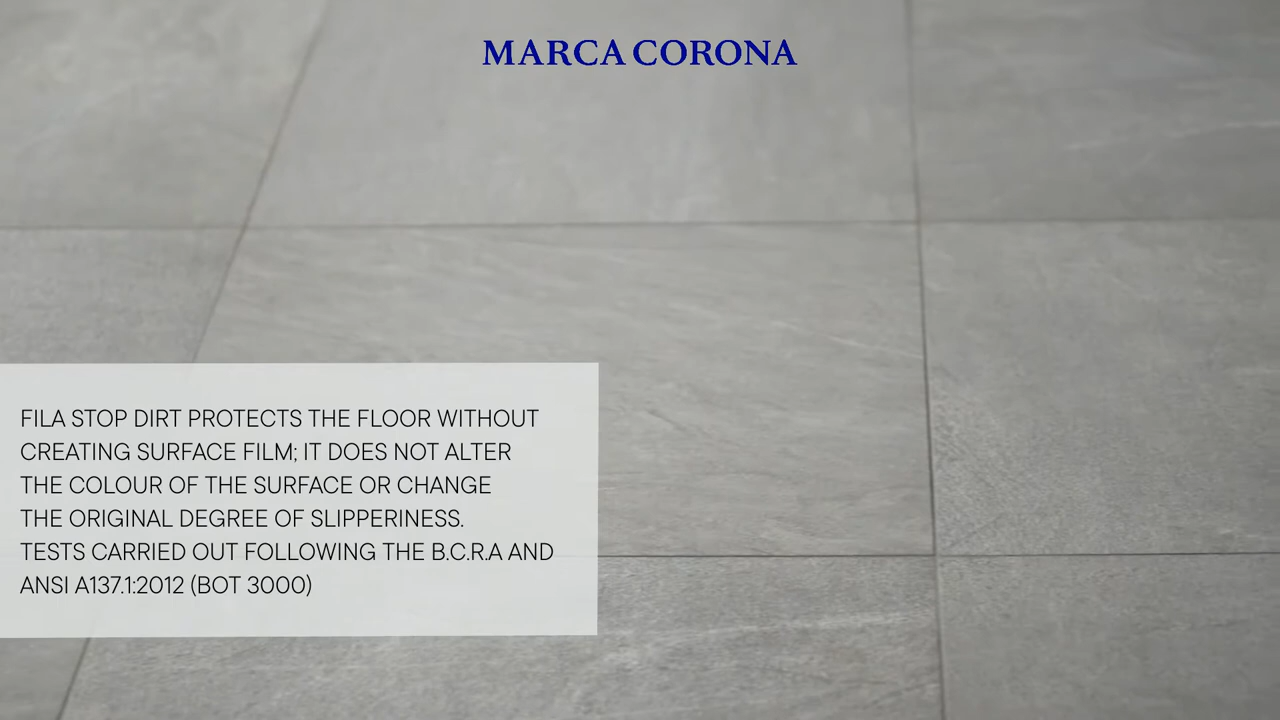 MARCA CORONA
FILA STOP DIRT PROTECTS THE FLOOR WITHOUT
CREATING SURFACE FILM; IT DOES NOT ALTER
THE COLOUR OF THE SURFACE OR CHANGE
THE ORIGINAL DEGREE OF SLIPPERINESS.
TESTS CARRIED OUT FOLLOWING THE B.C.R.A AND
ANSI A137.1:2012 (BOT 3000)